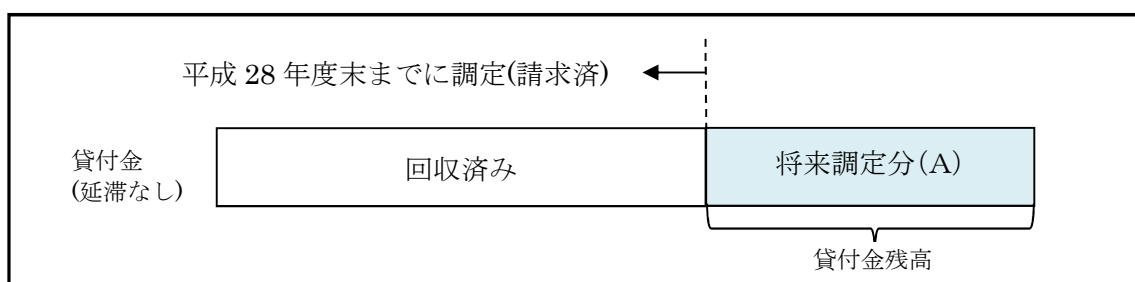 平成 28 年度末までに調定(請求済)
貸付金
(延滞なし)
回収済み
将来調定分(A)
貸付金残高